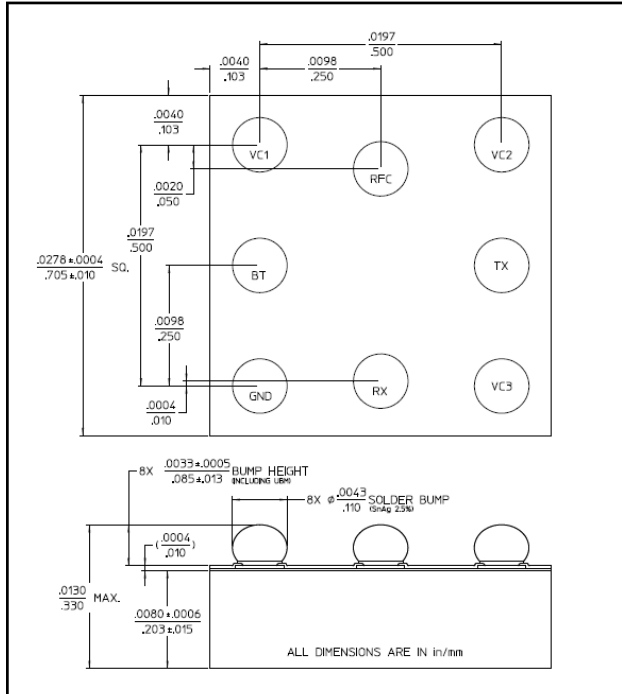 .0197
.500
.0040
.103
.0098
.250
.0040
.103
VC1
VC2
RFC
.0020
.050
.0197
.500
.0278±.0004
.705±.010
SQ.
BT
TX
.0098
.250
GND
RX
VC3
.0004
.010
8X .0033±.0005
.085±.013
BUMP HEIGHT
(INCLUDING UBM)
8X Ø .0043
.110
SOLDER BUMP
(SnAg 2.5%)
(.0004
.010)
.0130
.330
MAX.
.0080±.0006
.203±.015
ALL DIMENSIONS ARE IN in/mm